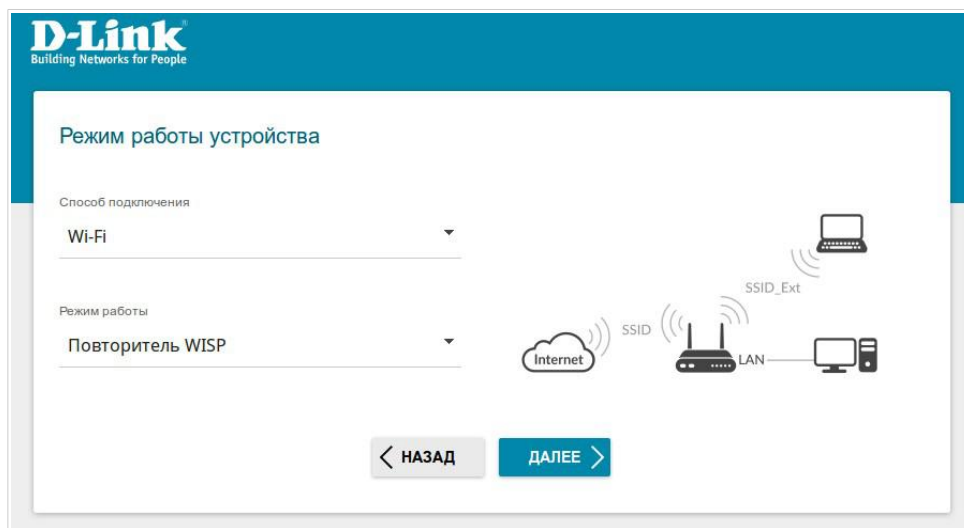 D-Link
Building Networks for People
Режим работы устройства
Способ подключения
Wi-Fi
Режим работы
Повторитель WISP
SSID_Ext
SSID
Internet
LAN
НАЗАД
ДАЛЕЕ